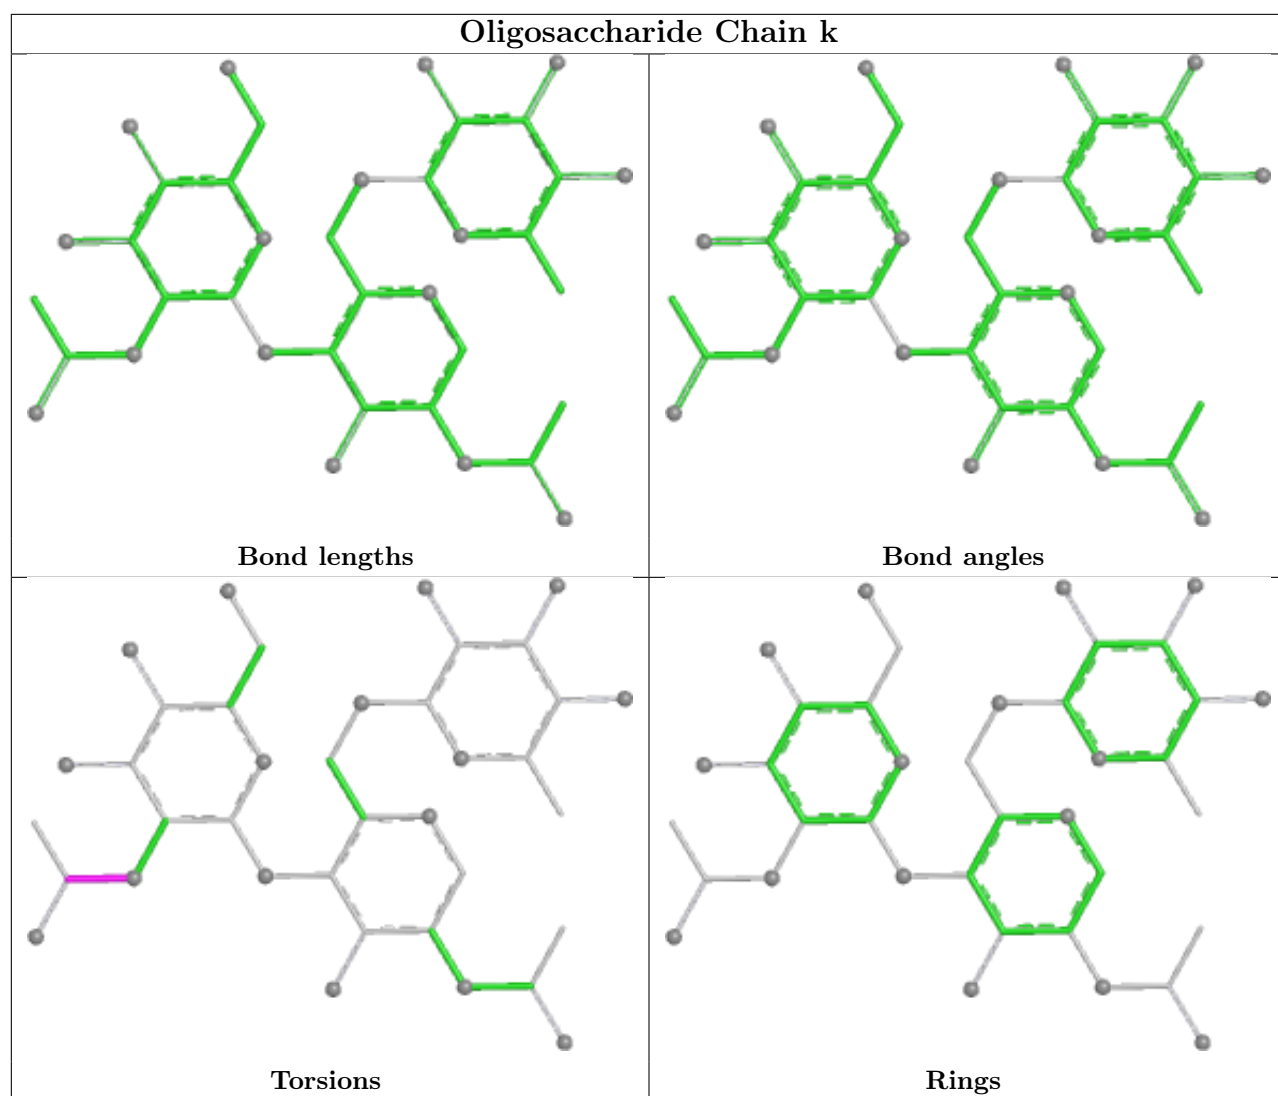 Oligosaccharide Chain k
Bond lengths
Bond angles
Torsions
Rings